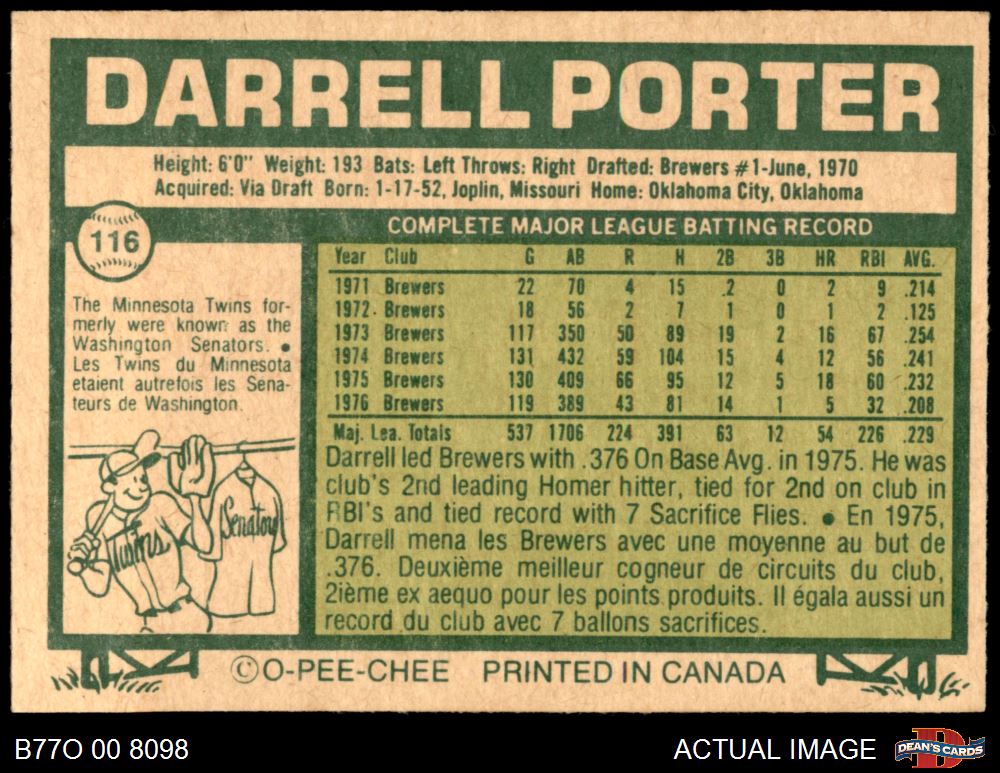 DARRELL PORTER
Height: 6'0" Weight: 193 Bats: Left Throws: Right Drafted: Brewers #1-June, 1970
Acquired: Via Draft Born: 1-17-52, Joplin, Missouri Home: Oklahoma City, Oklahoma
116
The Minnesota Twins for-
merly were known as the
Washington Senators. •
Les Twins du Minnesota
etaient autrefois les Sena-
teurs de Washington.
Twins
Senators
COMPLETE MAJOR LEAGUE BATTING RECORD
Year Club G AB R H 2B 3B HR RBI AVG.
1971 Brewers 22 70 4 15 2 0 2 9 .214
1972 Brewers 18 56 2 7 1 0 1 2 .125
1973 Brewers 117 350 50 89 19 2 16 67 .254
1974 Brewers 131 432 59 104 15 4 12 56 .241
1975 Brewers 130 409 66 95 12 5 18 60 .232
1976 Brewers 119 389 43 81 14 1 5 32 .208
Maj. Lea. Totals 537 1706 224 391 63 12 54 226 .229
Darrell led Brewers with .376 On Base Avg. in 1975. He was
club's 2nd leading Homer hitter, tied for 2nd on club in
RBI's and tied record with 7 Sacrifice Flies. • En 1975,
Darrell mena les Brewers avec une moyenne au but de
.376. Deuxième meilleur cogneur de circuits du club,
2ième ex aequo pour les points produits. Il égala aussi un
record du club avec 7 ballons sacrifices.
©O-PEE-CHEE PRINTED IN CANADA
B77O 00 8098
ACTUAL IMAGE
D
DEAN'S CARDS